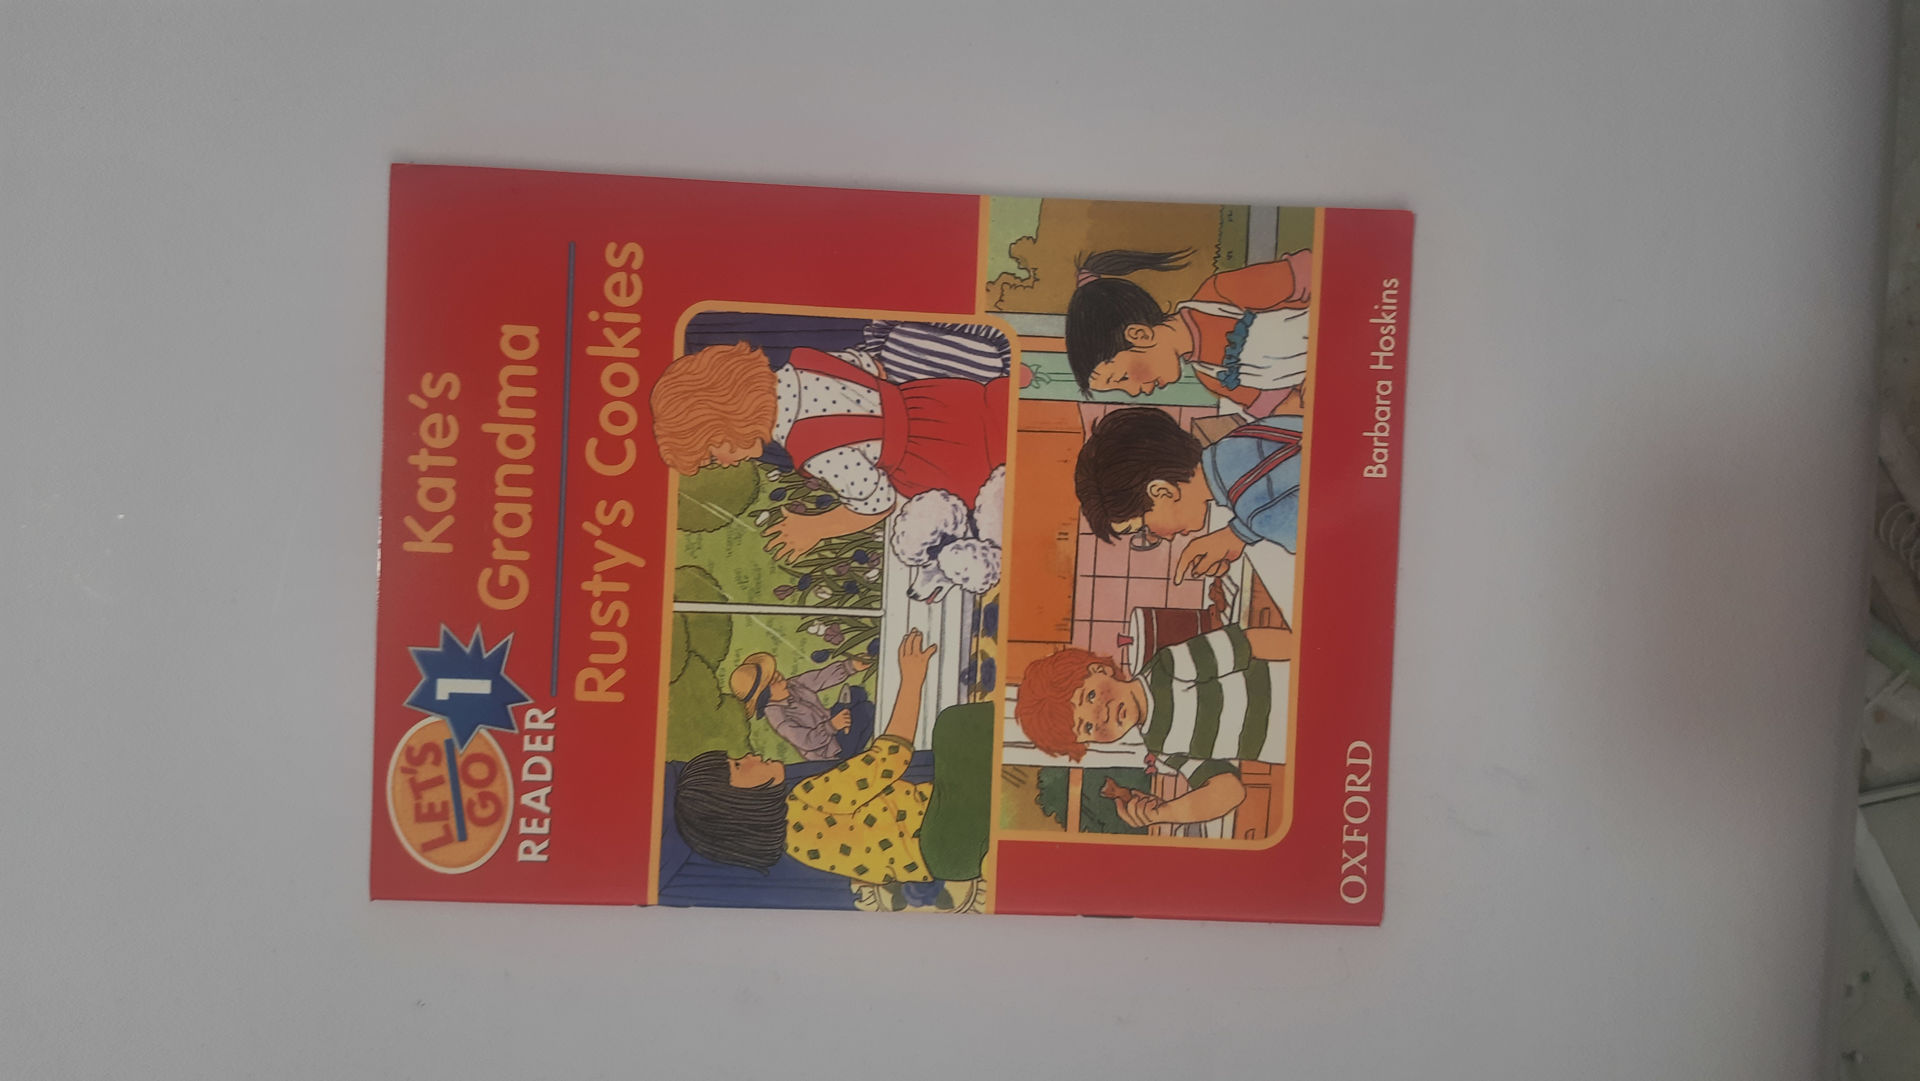 LET'S
GO
1
READER
Kate's
Grandma
Rusty's Cookies
OXFORD
Barbara Hoskins